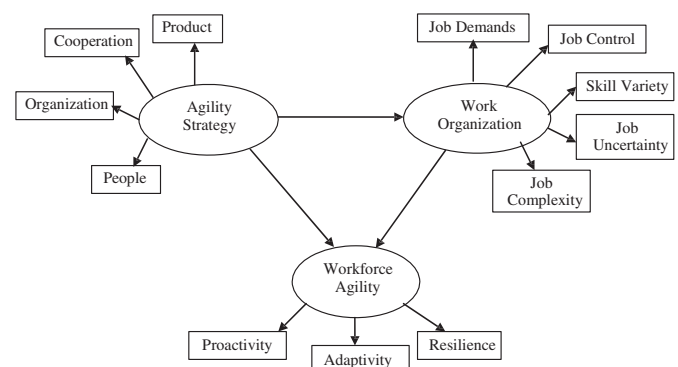 Product
Job Demands
Cooperation
Job Control
Organization
Agility
Strategy
Work
Organization
Skill Variety
Job
Uncertainty
People
Job
Complexity
Workforce
Agility
Proactivity
Adaptivity
Resilience